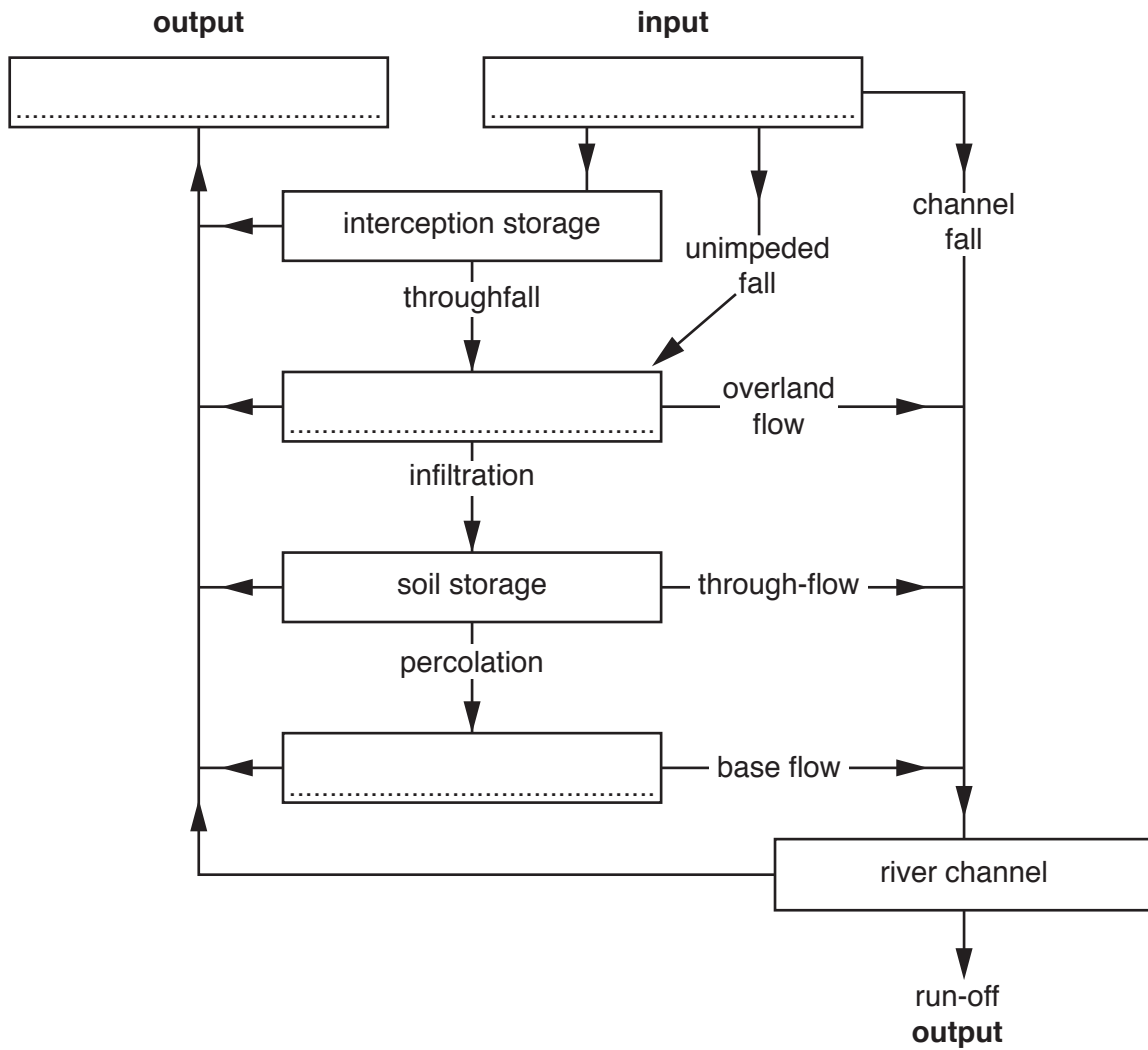 output
input
channel
fall
interception storage
unimpeded
fall
throughfall
overland
flow
infiltration
soil storage
through-flow
percolation
base flow
river channel
run-off
output